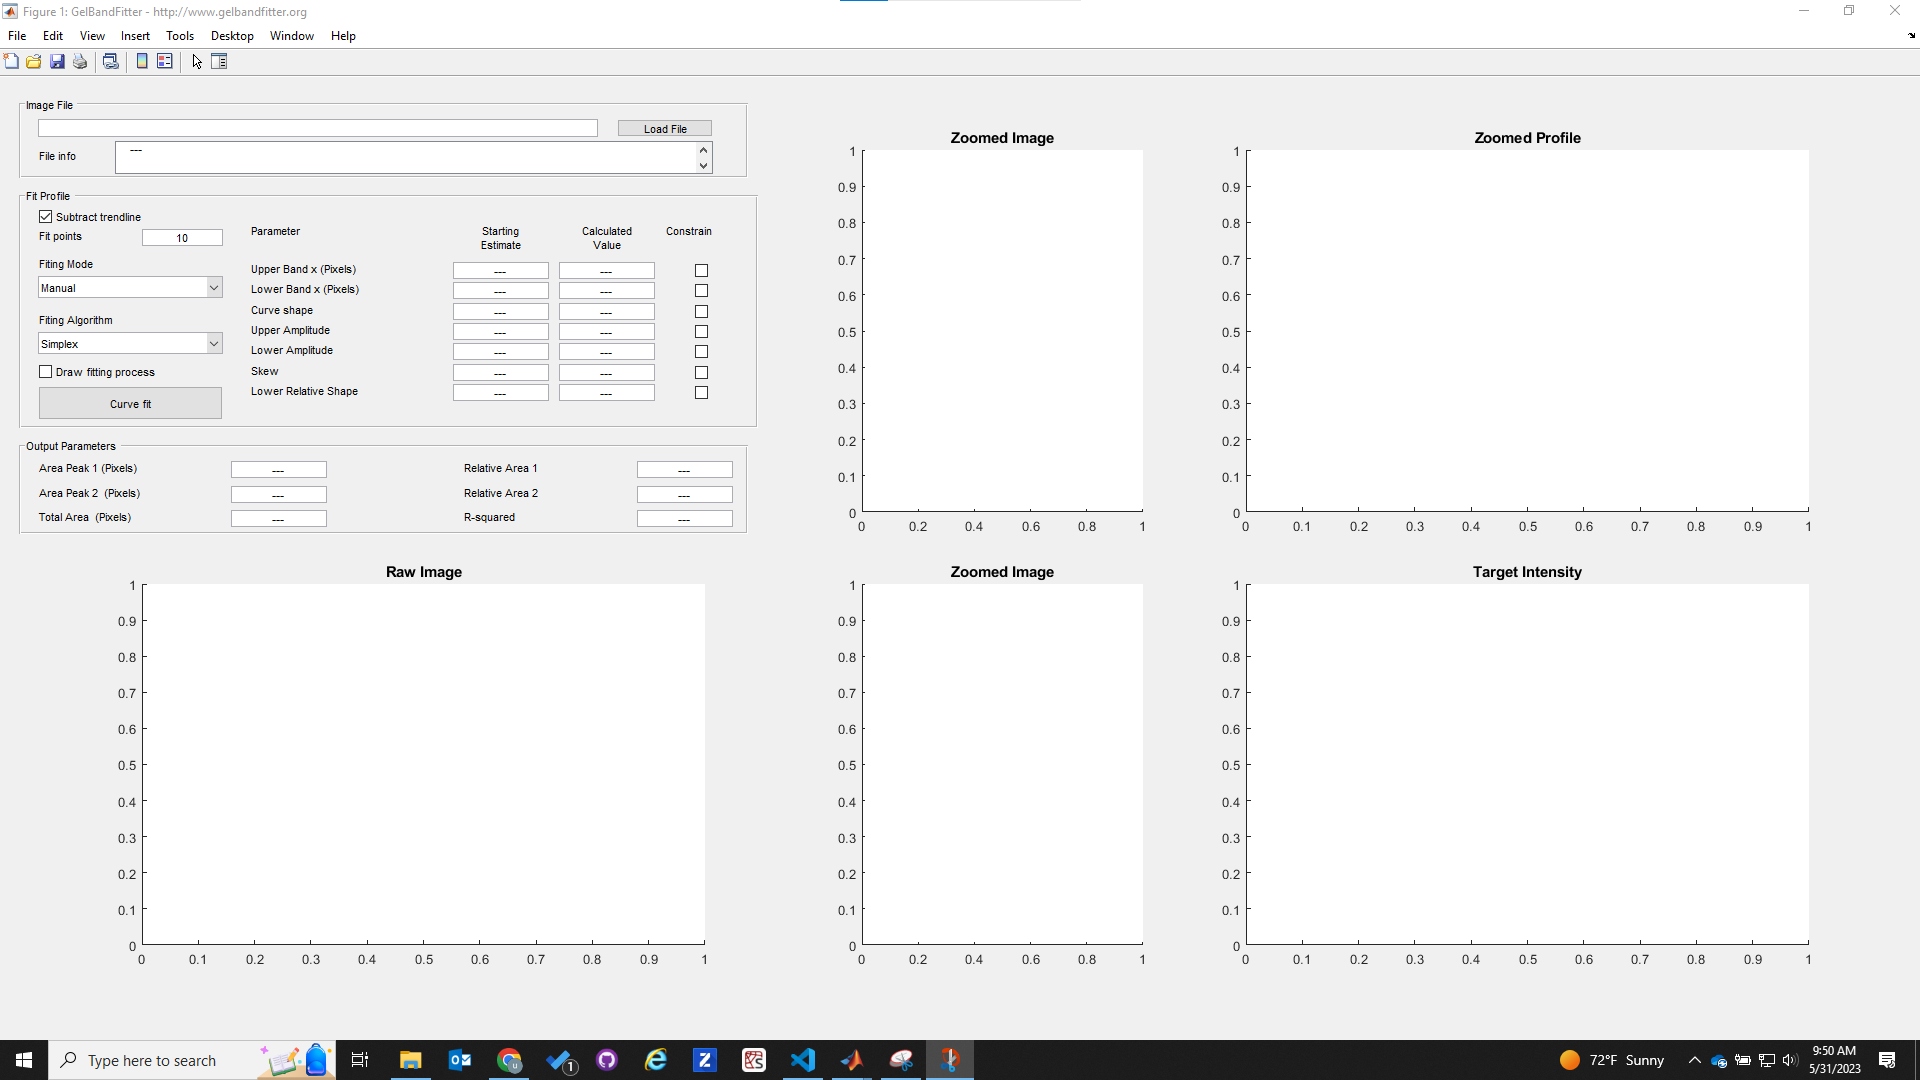 Figure 1: GelBandFitter - http://www.gelbandfitter.org
File Edit View Insert Tools Desktop Window Help
Image File
Load File
File info
---
Fit Profile
Subtract trendline
Fit points 10
Fiting Mode
Manual
Fiting Algorithm
Simplex
Draw fitting process
Curve fit
Parameter Starting Estimate Calculated Value Constrain
Upper Band x (Pixels) --- ---
Lower Band x (Pixels) --- ---
Curve shape --- ---
Upper Amplitude --- ---
Lower Amplitude --- ---
Skew --- ---
Lower Relative Shape --- ---
Output Parameters
Area Peak 1 (Pixels) --- Relative Area 1 ---
Area Peak 2 (Pixels) --- Relative Area 2 ---
Total Area (Pixels) --- R-squared ---
Zoomed Image
1
0.9
0.8
0.7
0.6
0.5
0.4
0.3
0.2
0.1
0
0 0.2 0.4 0.6 0.8 1
Zoomed Profile
1
0.9
0.8
0.7
0.6
0.5
0.4
0.3
0.2
0.1
0
0 0.1 0.2 0.3 0.4 0.5 0.6 0.7 0.8 0.9 1
Raw Image
1
0.9
0.8
0.7
0.6
0.5
0.4
0.3
0.2
0.1
0
0 0.1 0.2 0.3 0.4 0.5 0.6 0.7 0.8 0.9 1
Zoomed Image
1
0.9
0.8
0.7
0.6
0.5
0.4
0.3
0.2
0.1
0
0 0.2 0.4 0.6 0.8 1
Target Intensity
1
0.9
0.8
0.7
0.6
0.5
0.4
0.3
0.2
0.1
0
0 0.1 0.2 0.3 0.4 0.5 0.6 0.7 0.8 0.9 1
Type here to search
1
72°F Sunny
9:50 AM
5/31/2023